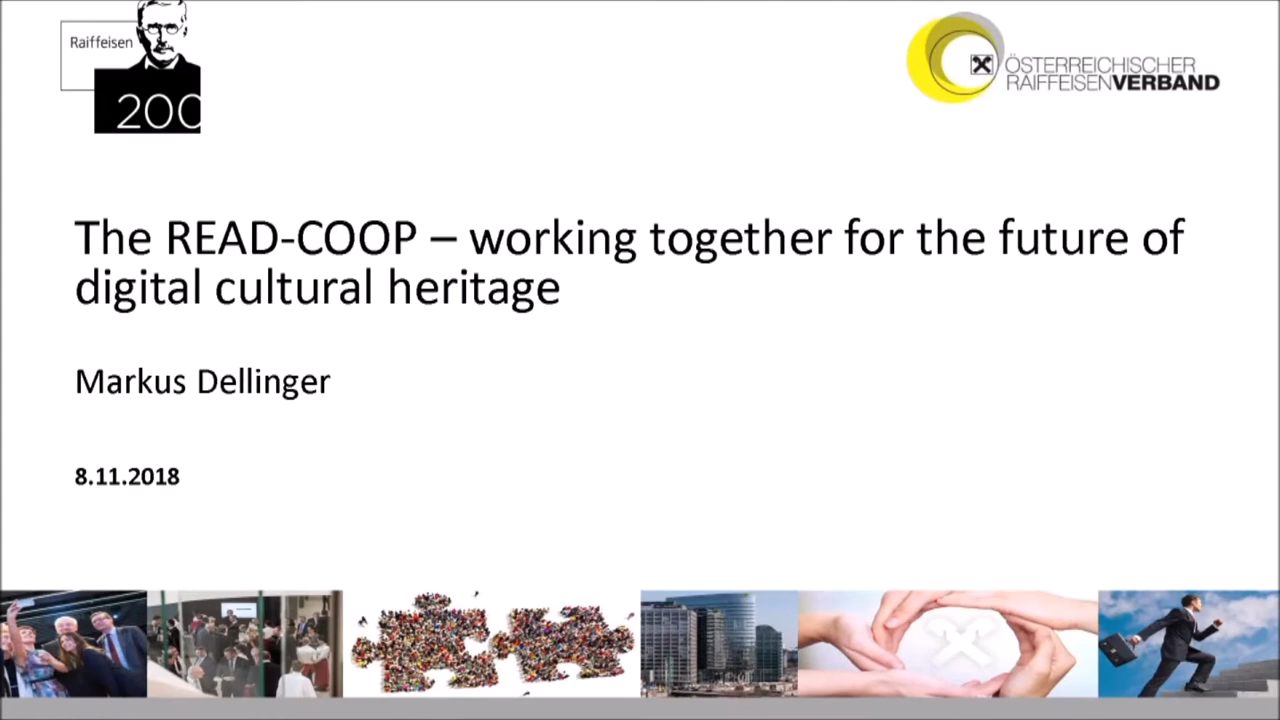 Raiffeisen
200
ÖSTERREICHISCHER
RAIFFEISENVERBAND
The READ-COOP – working together for the future of
digital cultural heritage
Markus Dellinger
8.11.2018